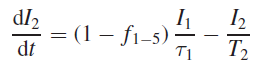 dI₂/dt = (1 − f₁₋₅) I₁/τ₁ − I₂/T₂